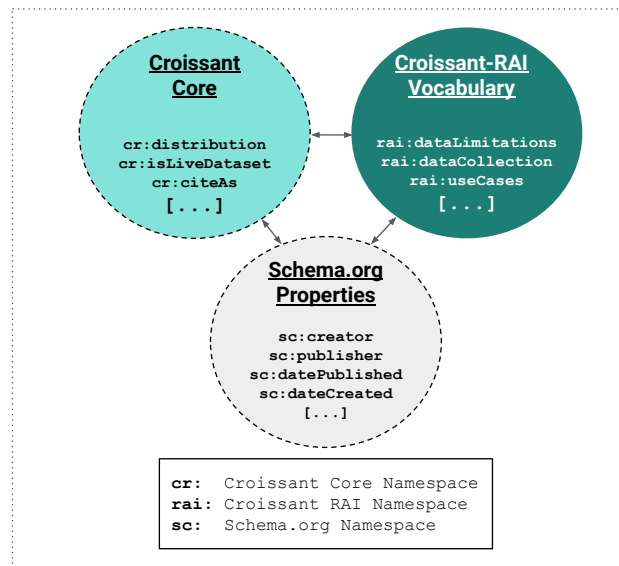 Croissant
Core
cr:distribution
cr:isLiveDataset
cr:citeAs
[...]
Croissant-RAI
Vocabulary
rai:dataLimitations
rai:dataCollection
rai:useCases
[...]
Schema.org
Properties
sc:creator
sc:publisher
sc:datePublished
sc:dateCreated
[...]
cr: Croissant Core Namespace
rai: Croissant RAI Namespace
sc: Schema.org Namespace